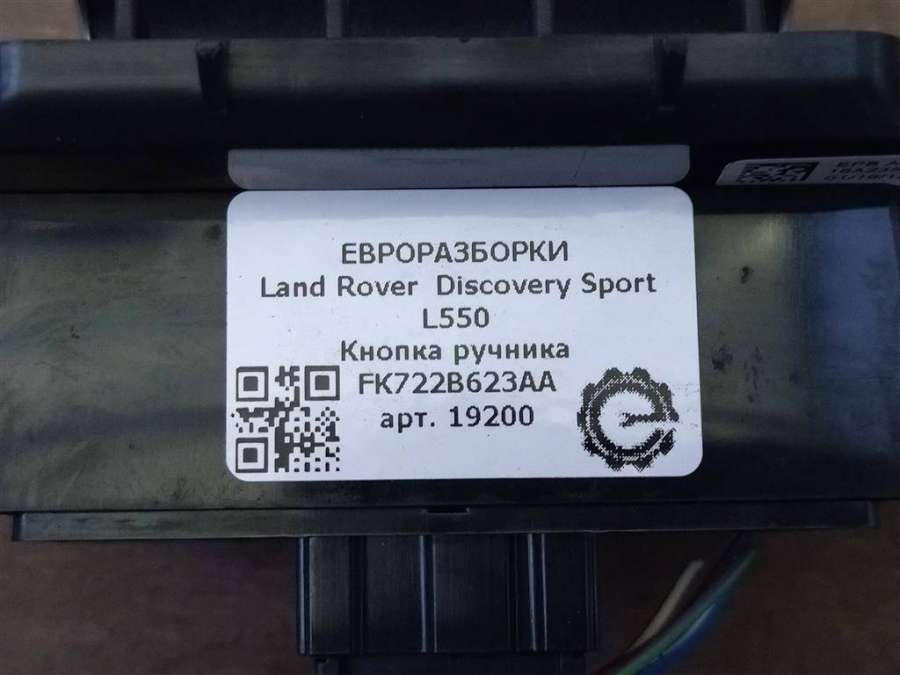 ЕВРОРАЗБОРКИ
Land Rover Discovery Sport
L550
Кнопка ручника
FK722B623AA
арт. 19200